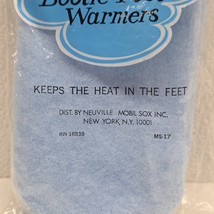 Bootie Foot
Warmers
KEEPS THE HEAT IN THE FEET
DIST. BY NEUVILLE MOBIL SOX INC.
NEW YORK, N.Y. 10001
RN 16838
MS-17